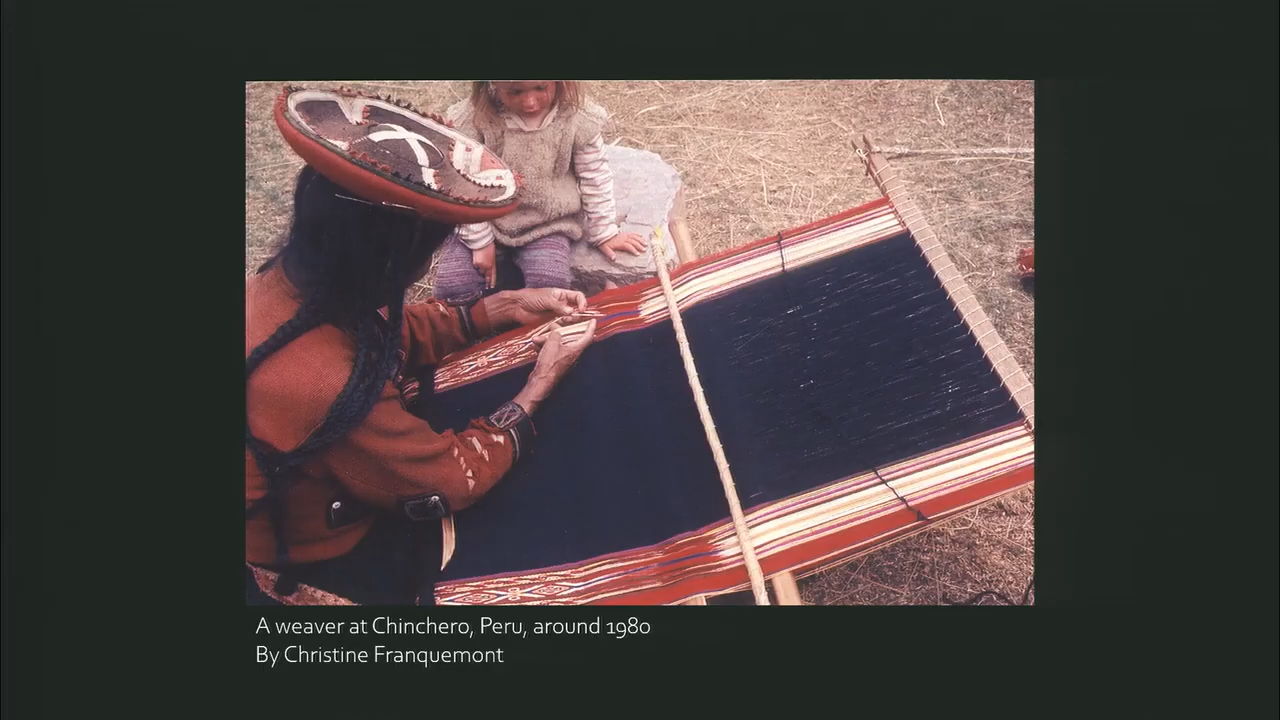 A weaver at Chinchero, Peru, around 1980
By Christine Franquemont